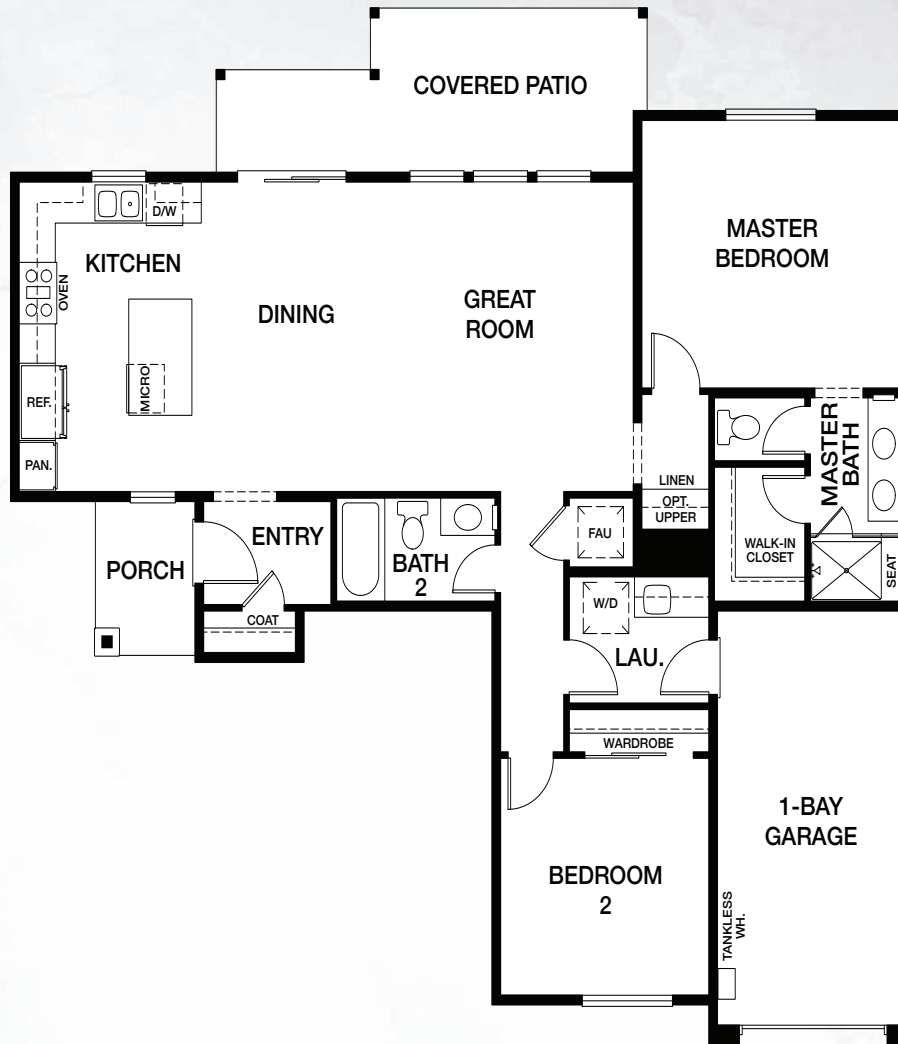 COVERED PATIO
MASTER
BEDROOM
D/W
KITCHEN
OVEN
DINING
GREAT
ROOM
MICRO
REF.
PAN.
MASTER
BATH
LINEN
OPT.
UPPER
WALK-IN
CLOSET
SEAT
ENTRY
PORCH
COAT
BATH
2
FAU
W/D
LAU.
WARDROBE
BEDROOM
2
1-BAY
GARAGE
TANKLESS
WH.